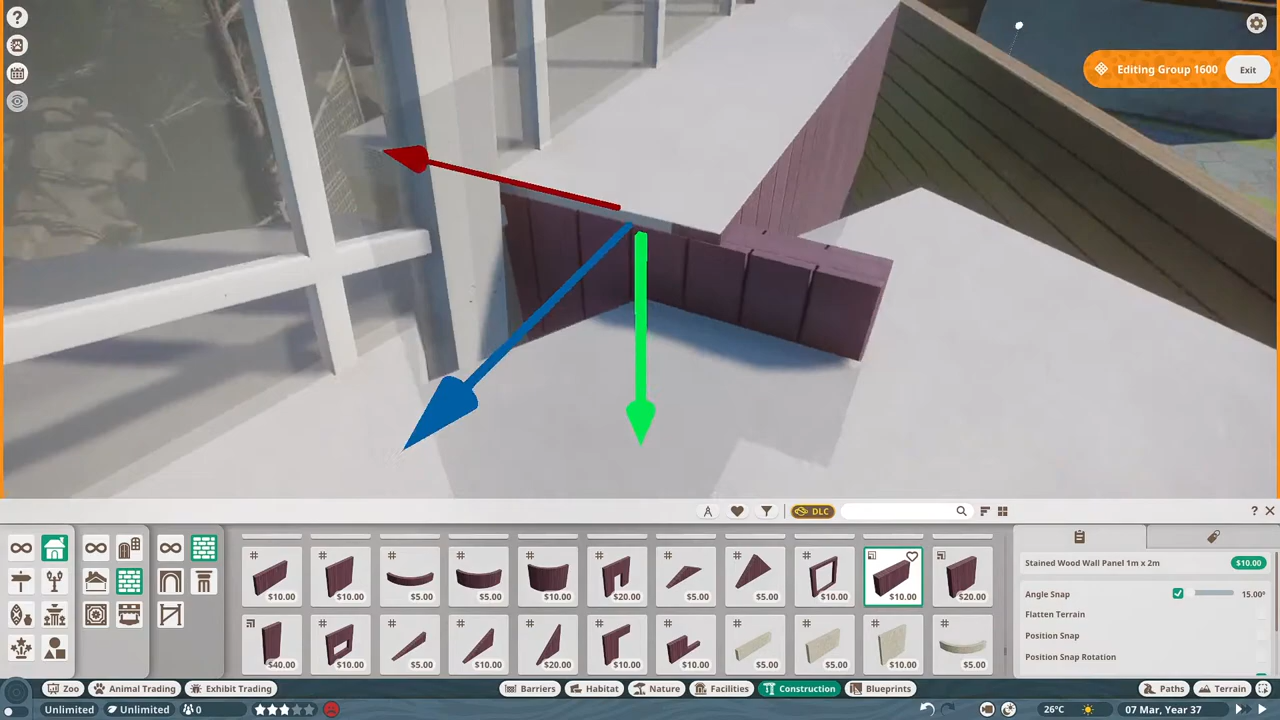 ?
Editing Group 1600
Exit
DLC
? ×
$10.00
$10.00
$5.00
$5.00
$10.00
$20.00
$5.00
$5.00
$10.00
$10.00
$20.00
$40.00
$10.00
$5.00
$10.00
$20.00
$10.00
$10.00
$5.00
$5.00
$10.00
$5.00
Stained Wood Wall Panel 1m x 2m
$10.00
Angle Snap
15.00°
Flatten Terrain
Position Snap
Position Snap Rotation
Zoo
Animal Trading
Exhibit Trading
Barriers
Habitat
Nature
Facilities
Construction
Blueprints
Paths
Terrain
Unlimited
Unlimited
0
26°C
07 Mar, Year 37